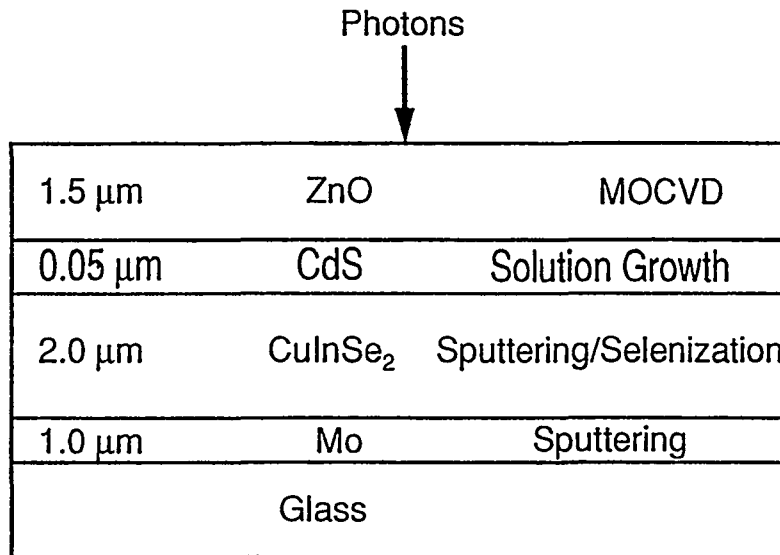 Photons
1.5 μm ZnO MOCVD
0.05 μm CdS Solution Growth
2.0 μm CuInSe₂ Sputtering/Selenization
1.0 μm Mo Sputtering
Glass